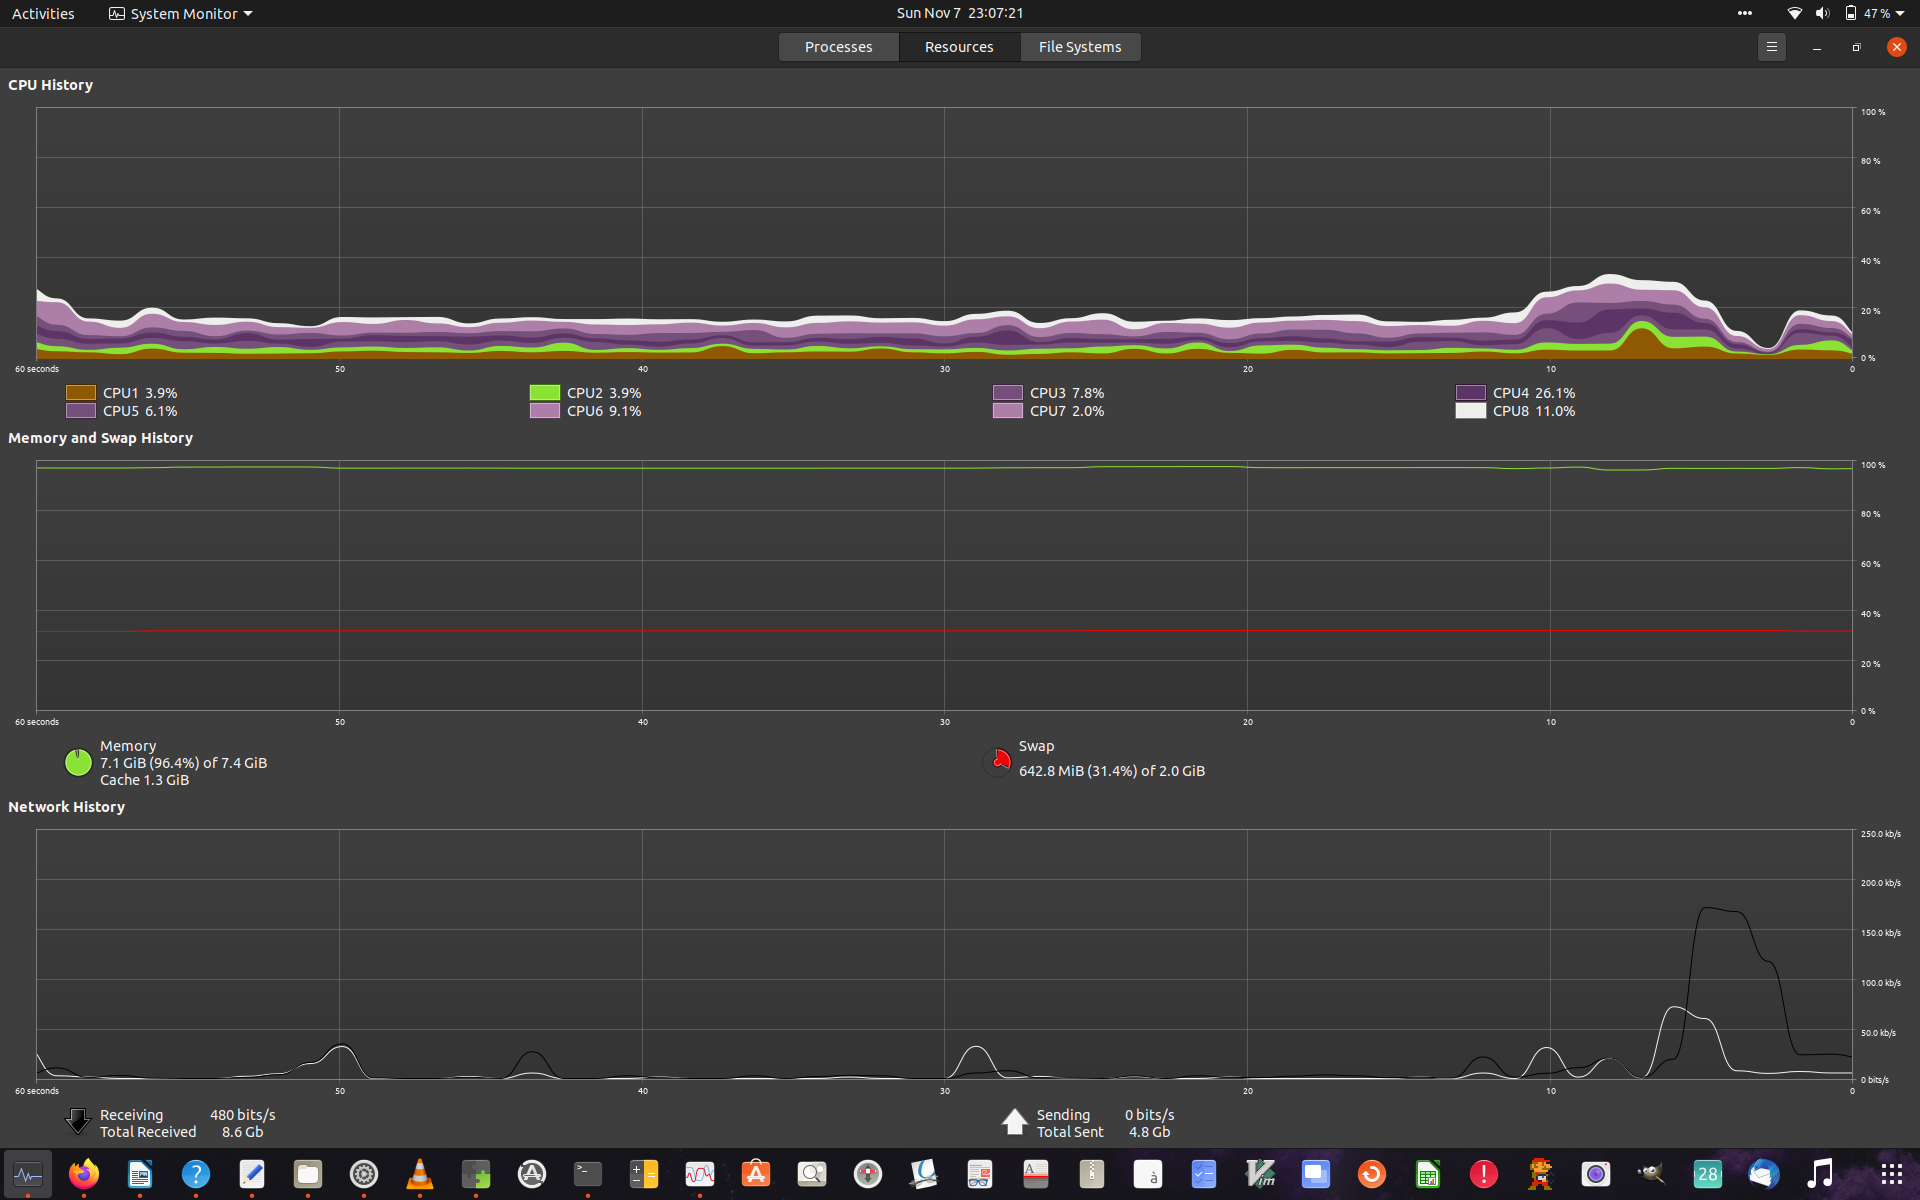 Activities System Monitor Sun Nov 7 23:07:21 47 %
Processes Resources File Systems
CPU History
100 %
80 %
60 %
40 %
20 %
0 %
60 seconds 50 40 30 20 10 0
CPU1 3.9% CPU2 3.9% CPU3 7.8% CPU4 26.1%
CPU5 6.1% CPU6 9.1% CPU7 2.0% CPU8 11.0%
Memory and Swap History
100 %
80 %
60 %
40 %
20 %
0 %
60 seconds 50 40 30 20 10 0
Memory
7.1 GiB (96.4%) of 7.4 GiB
Cache 1.3 GiB
Swap
642.8 MiB (31.4%) of 2.0 GiB
Network History
250.0 kb/s
200.0 kb/s
150.0 kb/s
100.0 kb/s
50.0 kb/s
0 bits/s
60 seconds 50 40 30 20 10 0
Receiving 480 bits/s Sending 0 bits/s
Total Received 8.6 Gb Total Sent 4.8 Gb
28